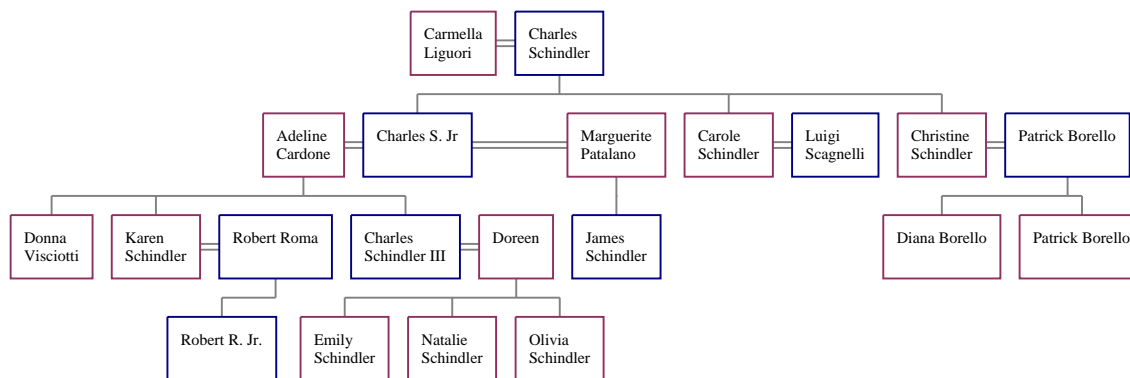 Carmella
Liguori
Charles
Schindler
Adeline
Cardone
Charles S. Jr
Marguerite
Patalano
Carole
Schindler
Luigi
Scagnelli
Christine
Schindler
Patrick Borello
Donna
Visciotti
Karen
Schindler
Robert Roma
Charles
Schindler III
Doreen
James
Schindler
Diana Borello
Patrick Borello
Robert R. Jr.
Emily
Schindler
Natalie
Schindler
Olivia
Schindler